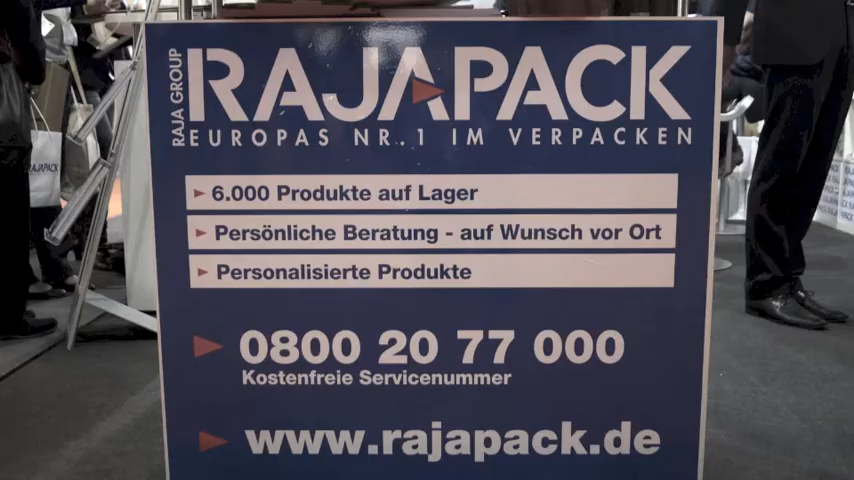 RAJA GROUP
RAJAPACK
EUROPAS NR.1 IM VERPACKEN
6.000 Produkte auf Lager
Persönliche Beratung - auf Wunsch vor Ort
Personalisierte Produkte
0800 20 77 000
Kostenfreie Servicenummer
www.rajapack.de
RAJAPACK